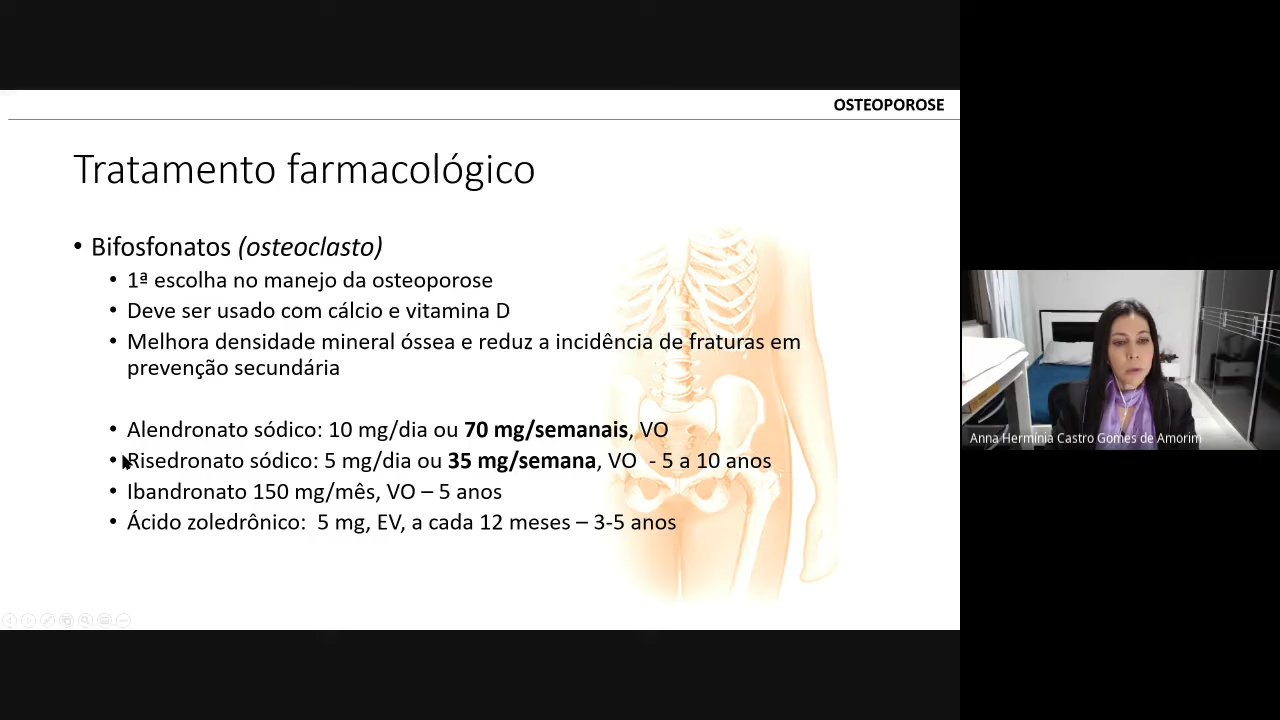 OSTEOPOROSE
Tratamento farmacológico
• Bifosfonatos (osteoclasto)
• 1ª escolha no manejo da osteoporose
• Deve ser usado com cálcio e vitamina D
• Melhora densidade mineral óssea e reduz a incidência de fraturas em
prevenção secundária
• Alendronato sódico: 10 mg/dia ou 70 mg/semanais, VO
• Risedronato sódico: 5 mg/dia ou 35 mg/semana, VO - 5 a 10 anos
• Ibandronato 150 mg/mês, VO – 5 anos
• Ácido zoledrônico: 5 mg, EV, a cada 12 meses – 3-5 anos
Anna Hermínia Castro Gomes de Amorim